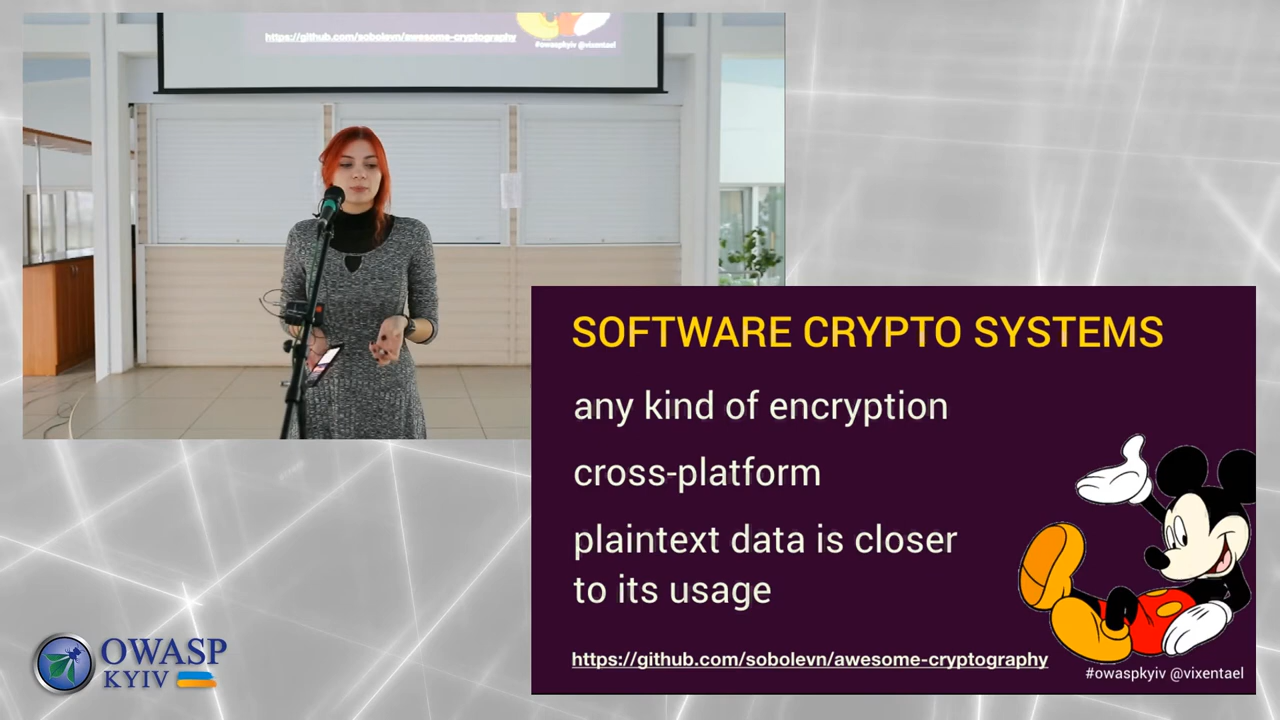 https://github.com/sobolevn/awesome-cryptography
#owaspkyiv @vixentael
SOFTWARE CRYPTO SYSTEMS
any kind of encryption
cross-platform
plaintext data is closer
to its usage
https://github.com/sobolevn/awesome-cryptography
#owaspkyiv @vixentael
OWASP
KYIV